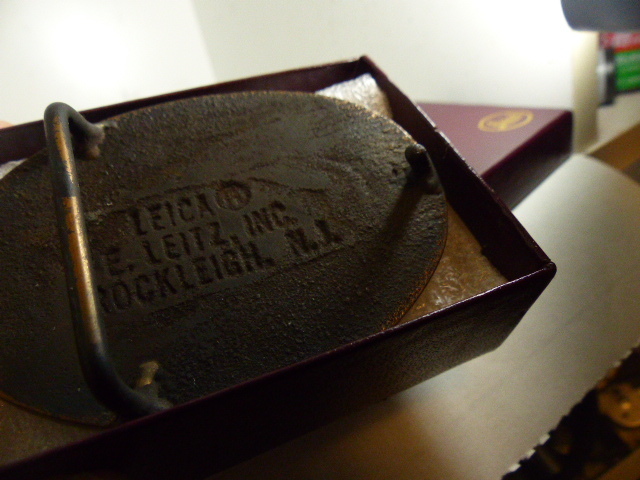 LEICA ®
E. LEITZ, INC.
ROCKLEIGH, N.J.